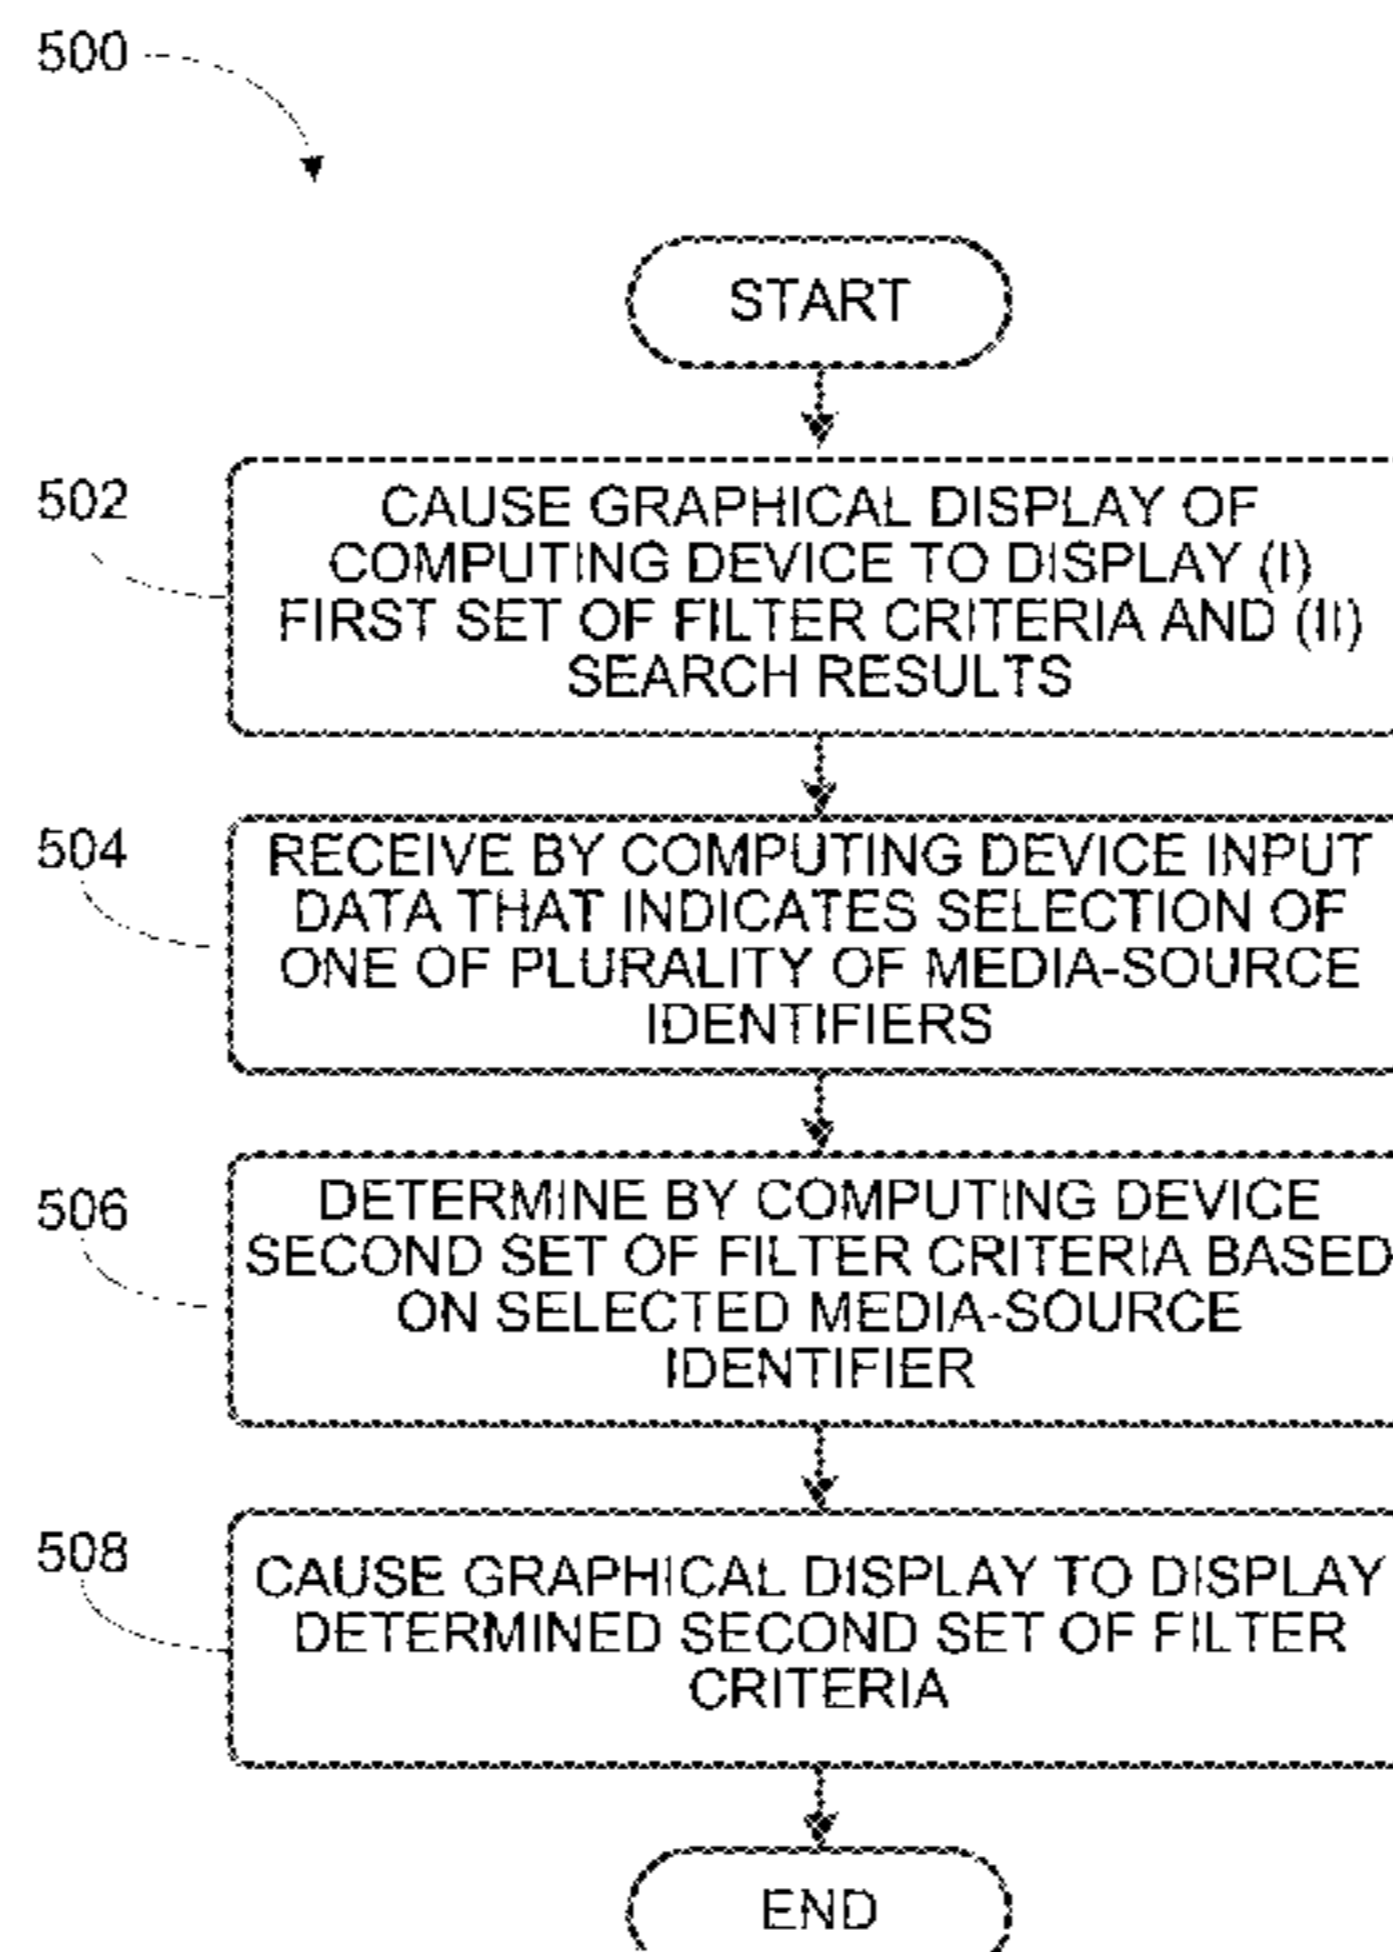 500
START
502
CAUSE GRAPHICAL DISPLAY OF
COMPUTING DEVICE TO DISPLAY (I)
FIRST SET OF FILTER CRITERIA AND (II)
SEARCH RESULTS
504
RECEIVE BY COMPUTING DEVICE INPUT
DATA THAT INDICATES SELECTION OF
ONE OF PLURALITY OF MEDIA-SOURCE
IDENTIFIERS
506
DETERMINE BY COMPUTING DEVICE
SECOND SET OF FILTER CRITERIA BASED
ON SELECTED MEDIA-SOURCE
IDENTIFIER
508
CAUSE GRAPHICAL DISPLAY TO DISPLAY
DETERMINED SECOND SET OF FILTER
CRITERIA
END